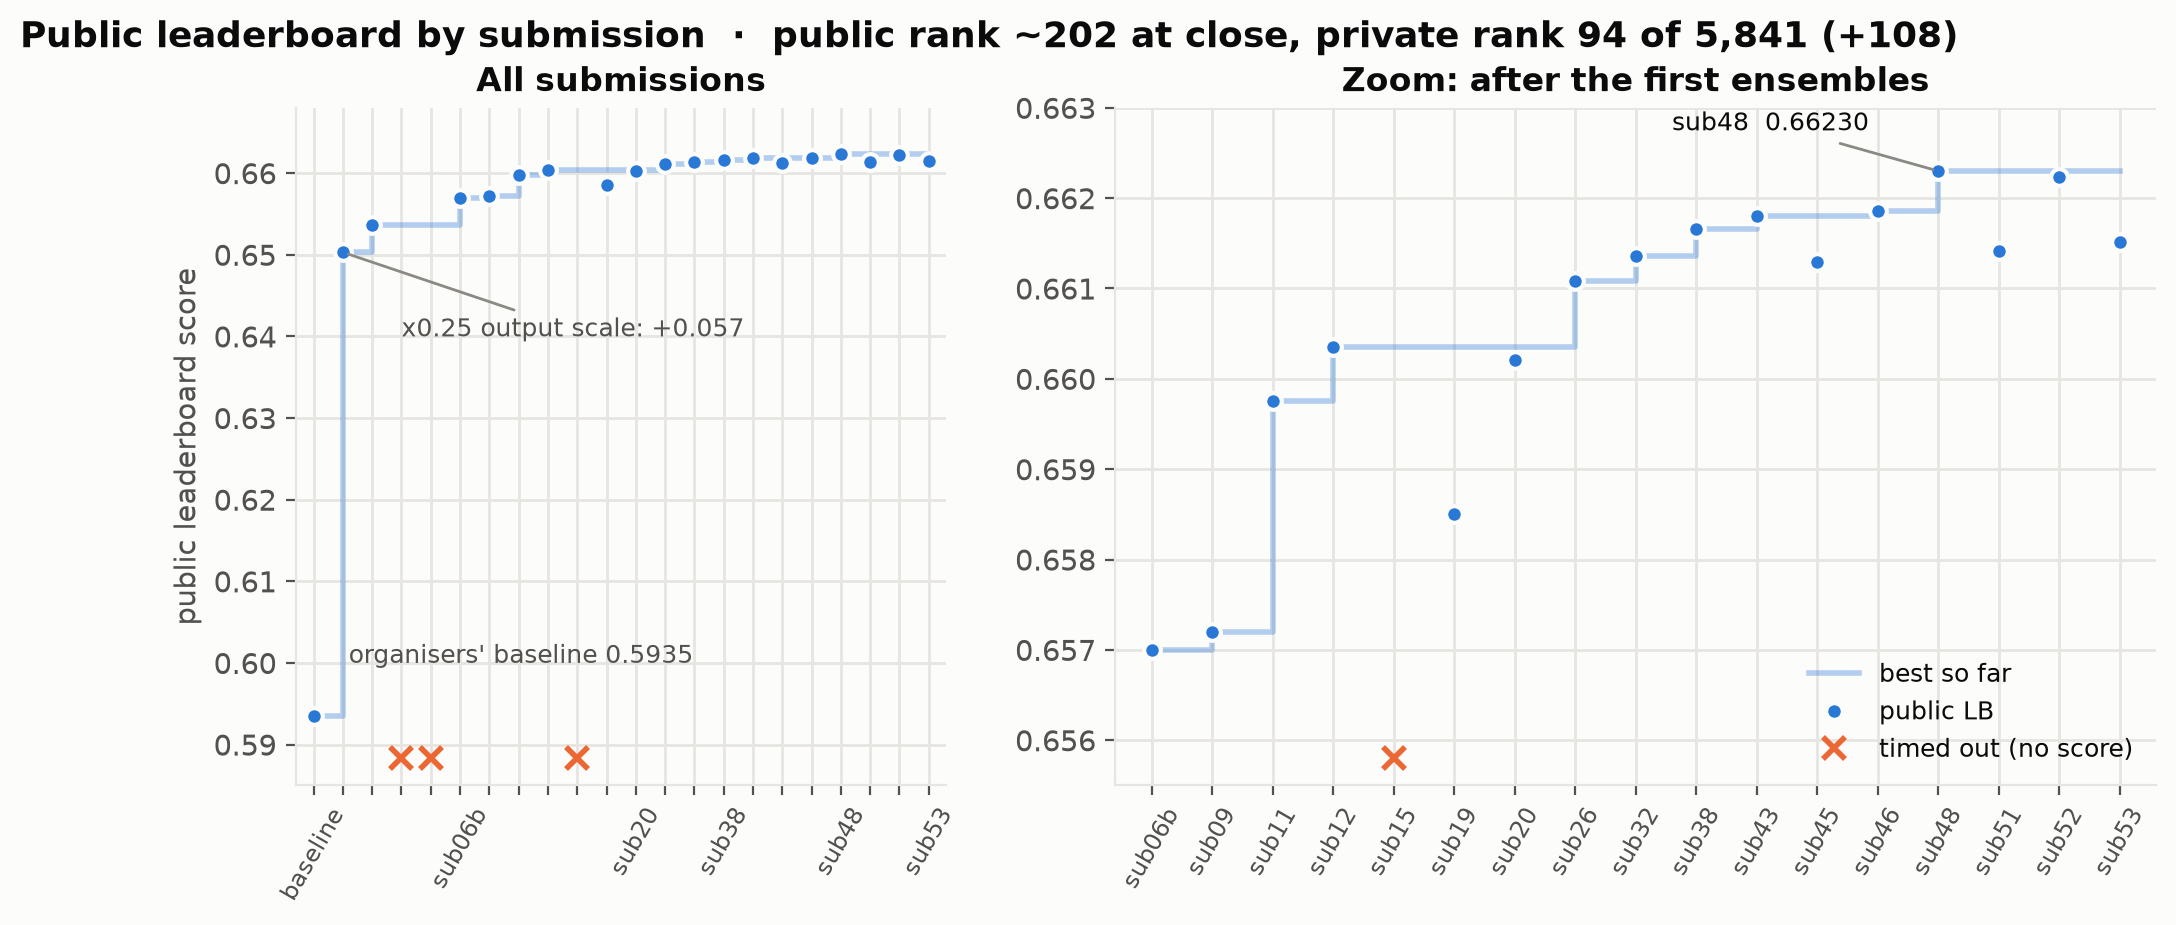 Public leaderboard by submission · public rank ~202 at close, private rank 94 of 5,841 (+108)
All submissions
public leaderboard score
0.66
0.65
0.64
0.63
0.62
0.61
0.60
0.59
x0.25 output scale: +0.057
organisers' baseline 0.5935
baseline
sub06b
sub20
sub38
sub48
sub53
Zoom: after the first ensembles
0.663
0.662
0.661
0.660
0.659
0.658
0.657
0.656
sub48 0.66230
best so far
public LB
timed out (no score)
sub06b
sub09
sub11
sub12
sub15
sub19
sub20
sub26
sub32
sub38
sub43
sub45
sub46
sub48
sub51
sub52
sub53